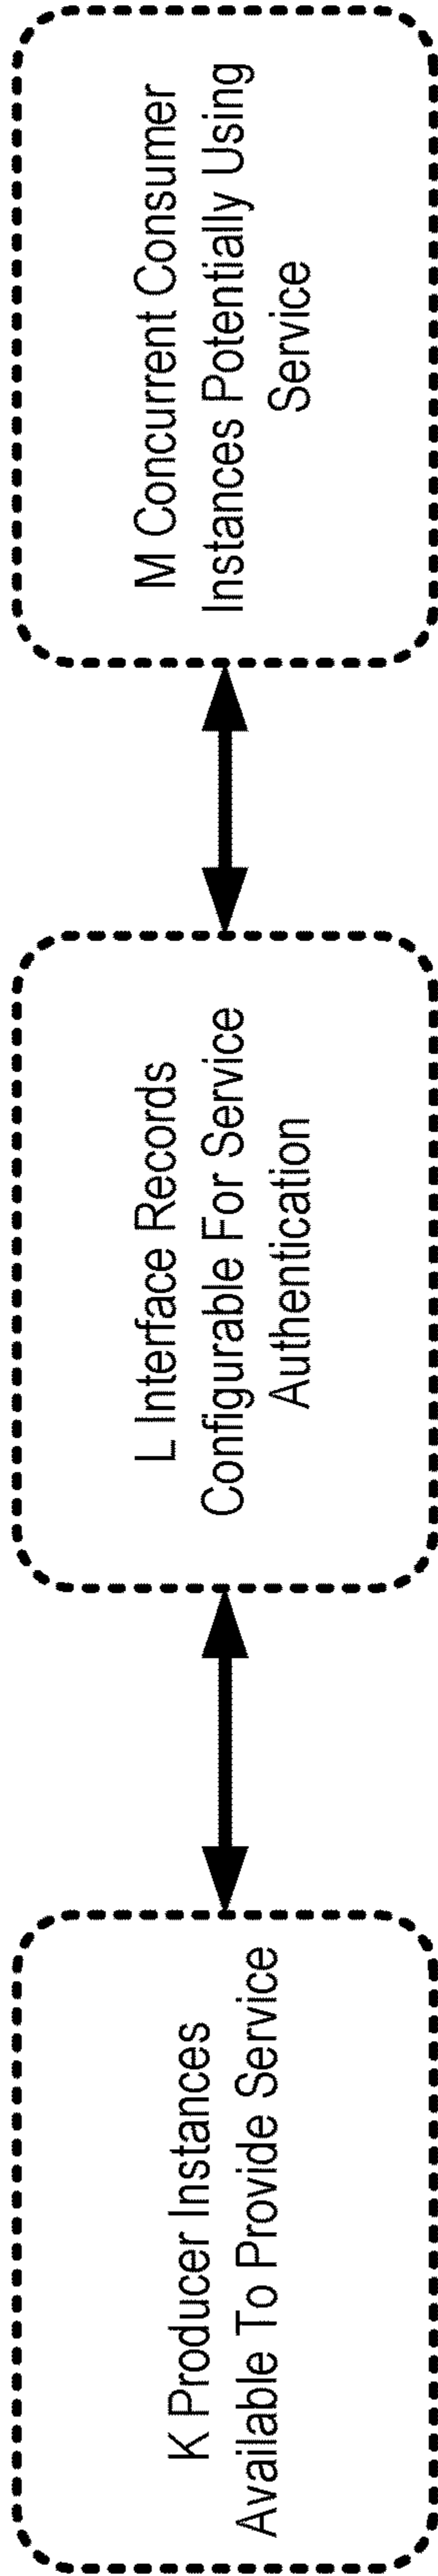 K Producer Instances
Available To Provide Service
L Interface Records
Configurable For Service
Authentication
M Concurrent Consumer
Instances Potentially Using
Service